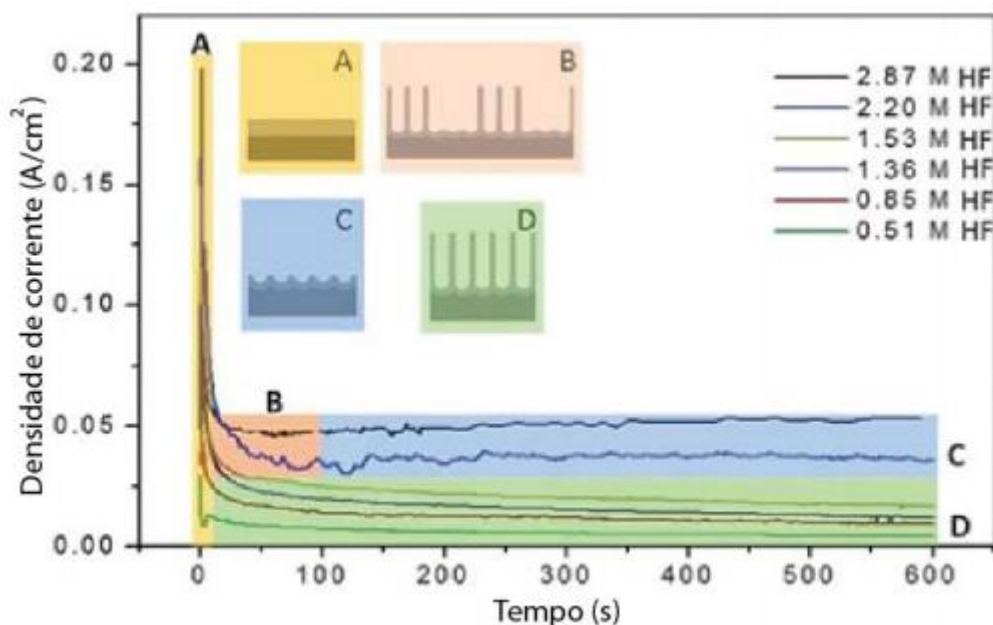 A
A
B
C
D
2.87 M HF
2.20 M HF
1.53 M HF
1.36 M HF
0.85 M HF
0.51 M HF
B
C
D
0.20
0.15
0.10
0.05
0.00
Densidade de corrente (A/cm²)
0
100
200
300
400
500
600
Tempo (s)